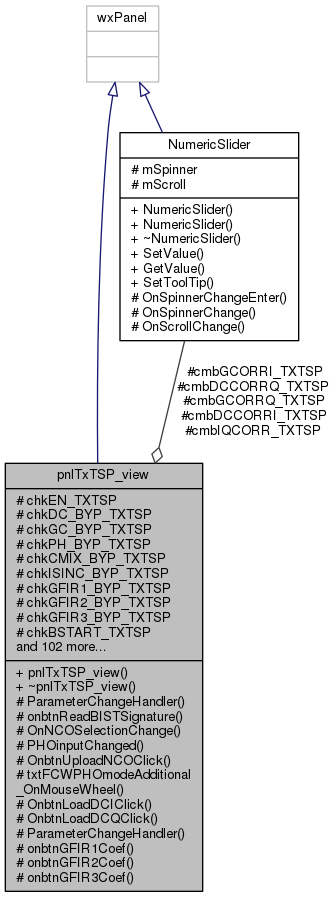 wxPanel
NumericSlider
# mSpinner
# mScroll
+ NumericSlider()
+ NumericSlider()
+ ~NumericSlider()
+ SetValue()
+ GetValue()
+ SetToolTip()
# OnSpinnerChangeEnter()
# OnSpinnerChange()
# OnScrollChange()
#cmbGCORRI_TXTSP
#cmbDCCORRQ_TXTSP
#cmbGCORRQ_TXTSP
#cmbDCCORRI_TXTSP
#cmbIQCORR_TXTSP
pnlTxTSP_view
# chkEN_TXTSP
# chkDC_BYP_TXTSP
# chkGC_BYP_TXTSP
# chkPH_BYP_TXTSP
# chkCMIX_BYP_TXTSP
# chkISINC_BYP_TXTSP
# chkGFIR1_BYP_TXTSP
# chkGFIR2_BYP_TXTSP
# chkGFIR3_BYP_TXTSP
# chkBSTART_TXTSP
and 102 more...
+ pnlTxTSP_view()
+ ~pnlTxTSP_view()
# ParameterChangeHandler()
# onbtnReadBISTSignature()
# OnNCOSelectionChange()
# PHOinputChanged()
# OnbtnUploadNCOClick()
# txtFCWPHOmodeAdditional
_OnMouseWheel()
# OnbtnLoadDCIClick()
# OnbtnLoadDCQClick()
# ParameterChangeHandler()
# onbtnGFIR1Coef()
# onbtnGFIR2Coef()
# onbtnGFIR3Coef()